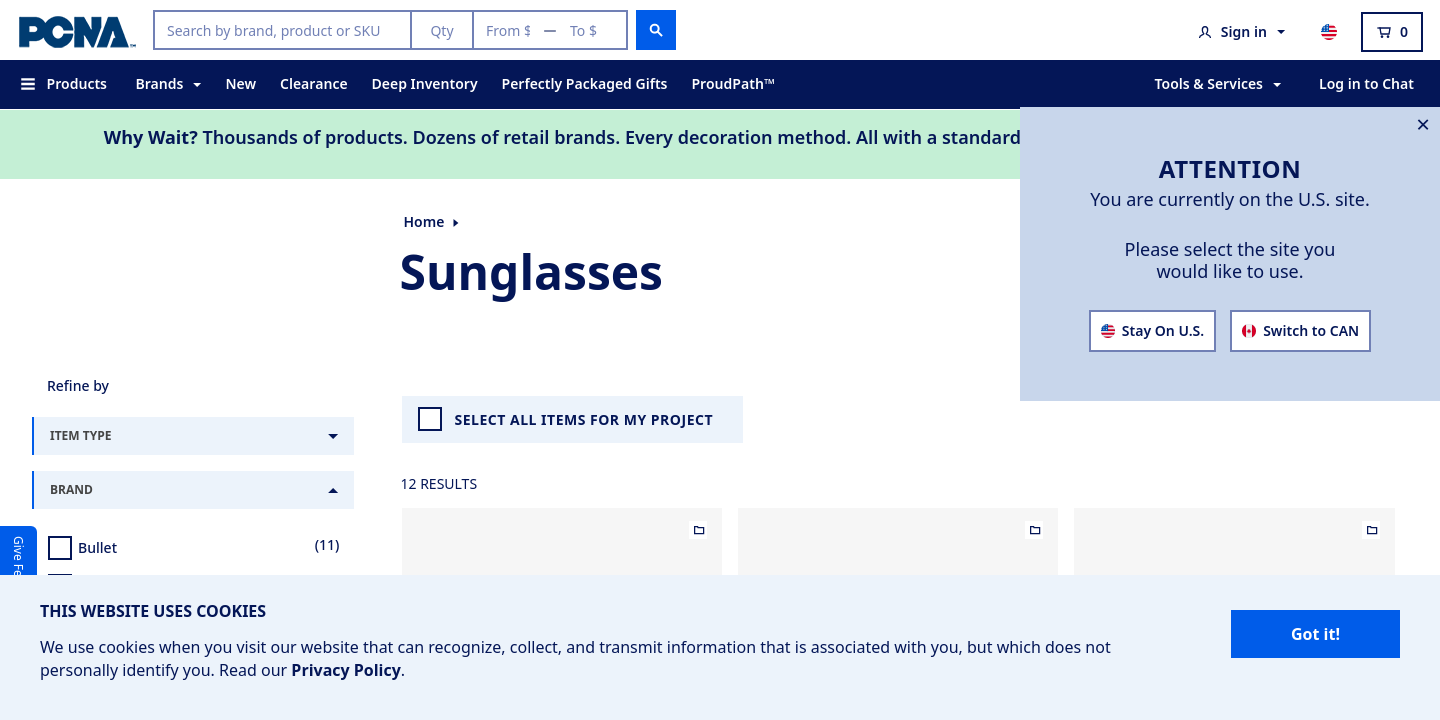 PCNA™
Search by brand, product or SKU
Qty
From $
To $
Sign in
0
Products
Brands
New
Clearance
Deep Inventory
Perfectly Packaged Gifts
ProudPath™
Tools & Services
Log in to Chat
Why Wait? Thousands of products. Dozens of retail brands. Every decoration method. All with a standard
ATTENTION
You are currently on the U.S. site.
Please select the site you
would like to use.
Stay On U.S.
Switch to CAN
Home
Sunglasses
Refine by
ITEM TYPE
BRAND
Bullet
(11)
SELECT ALL ITEMS FOR MY PROJECT
12 RESULTS
Give
THIS WEBSITE USES COOKIES
We use cookies when you visit our website that can recognize, collect, and transmit information that is associated with you, but which does not
personally identify you. Read our Privacy Policy.
Got it!